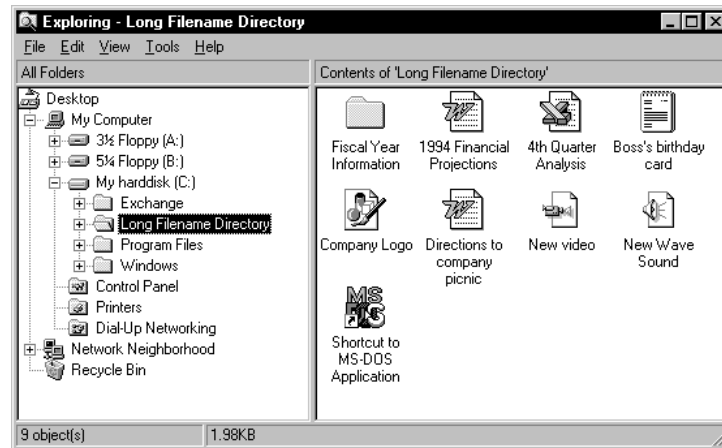 Exploring - Long Filename Directory
File Edit View Tools Help
All Folders
Contents of 'Long Filename Directory'
Desktop
My Computer
3½ Floppy (A:)
5¼ Floppy (B:)
My harddisk (C:)
Exchange
Long Filename Directory
Program Files
Windows
Control Panel
Printers
Dial-Up Networking
Network Neighborhood
Recycle Bin
Fiscal Year
Information
1994 Financial
Projections
4th Quarter
Analysis
Boss's birthday
card
Company Logo
Directions to
company
picnic
New video
New Wave
Sound
MS
DOS
Shortcut to
MS-DOS
Application
9 object(s)
1.98KB